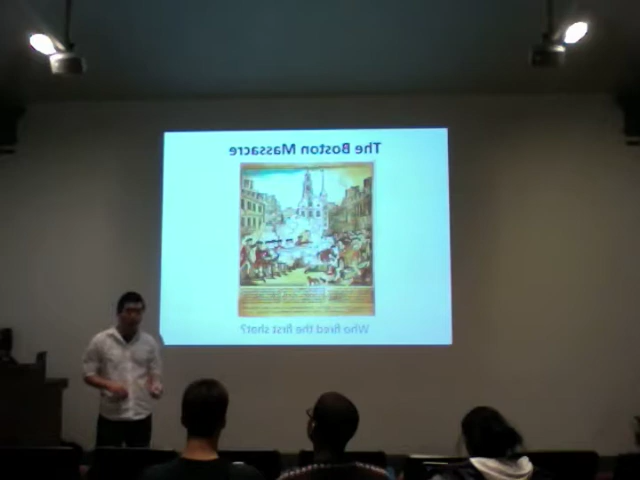 The Boston Massacre
Who fired the first shot?